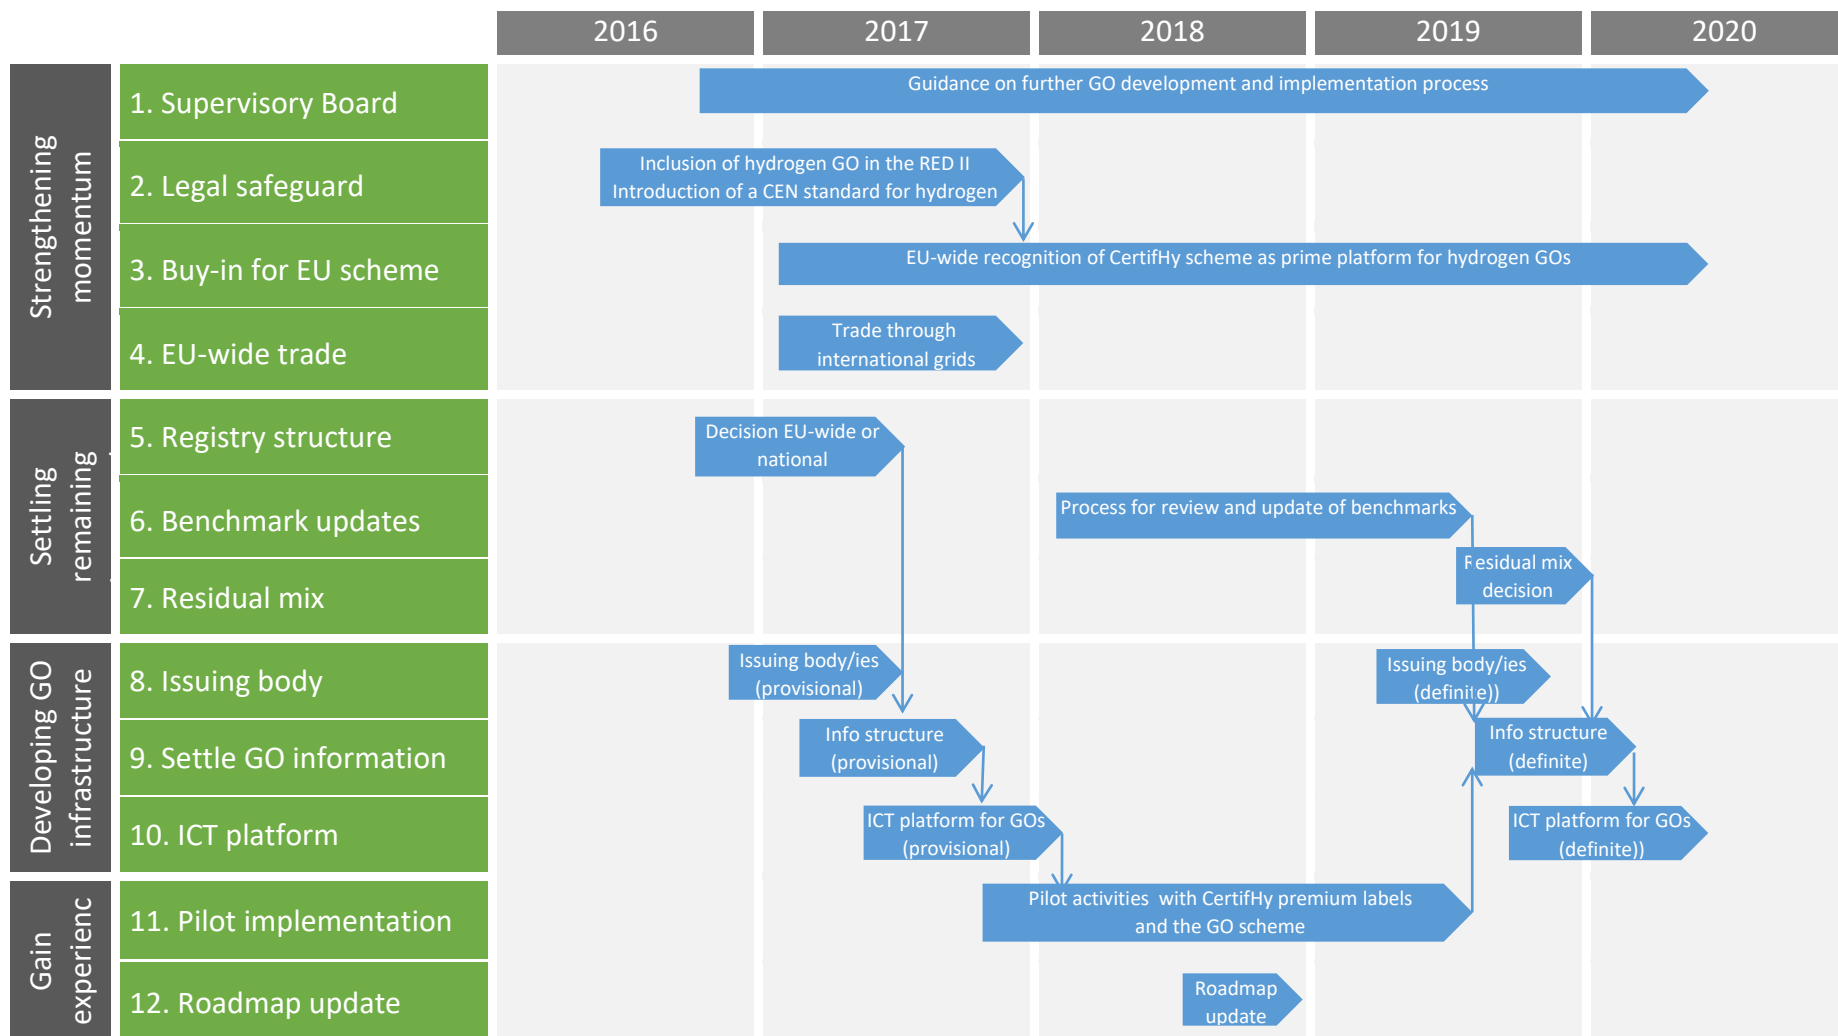 2016
2017
2018
2019
2020
Strengthening
momentum
1. Supervisory Board
Guidance on further GO development and implementation process
2. Legal safeguard
Inclusion of hydrogen GO in the RED II
Introduction of a CEN standard for hydrogen
3. Buy-in for EU scheme
EU-wide recognition of CertifHy scheme as prime platform for hydrogen GOs
4. EU-wide trade
Trade through
international grids
Settling
remaining
5. Registry structure
Decision EU-wide or
national
6. Benchmark updates
Process for review and update of benchmarks
7. Residual mix
Residual mix
decision
Developing GO
infrastructure
8. Issuing body
Issuing body/ies
(provisional)
Issuing body/ies
(definite))
9. Settle GO information
Info structure
(provisional)
Info structure
(definite)
10. ICT platform
ICT platform for GOs
(provisional)
ICT platform for GOs
(definite))
Gain
experienc
11. Pilot implementation
Pilot activities  with CertifHy premium labels
and the GO scheme
12. Roadmap update
Roadmap
update